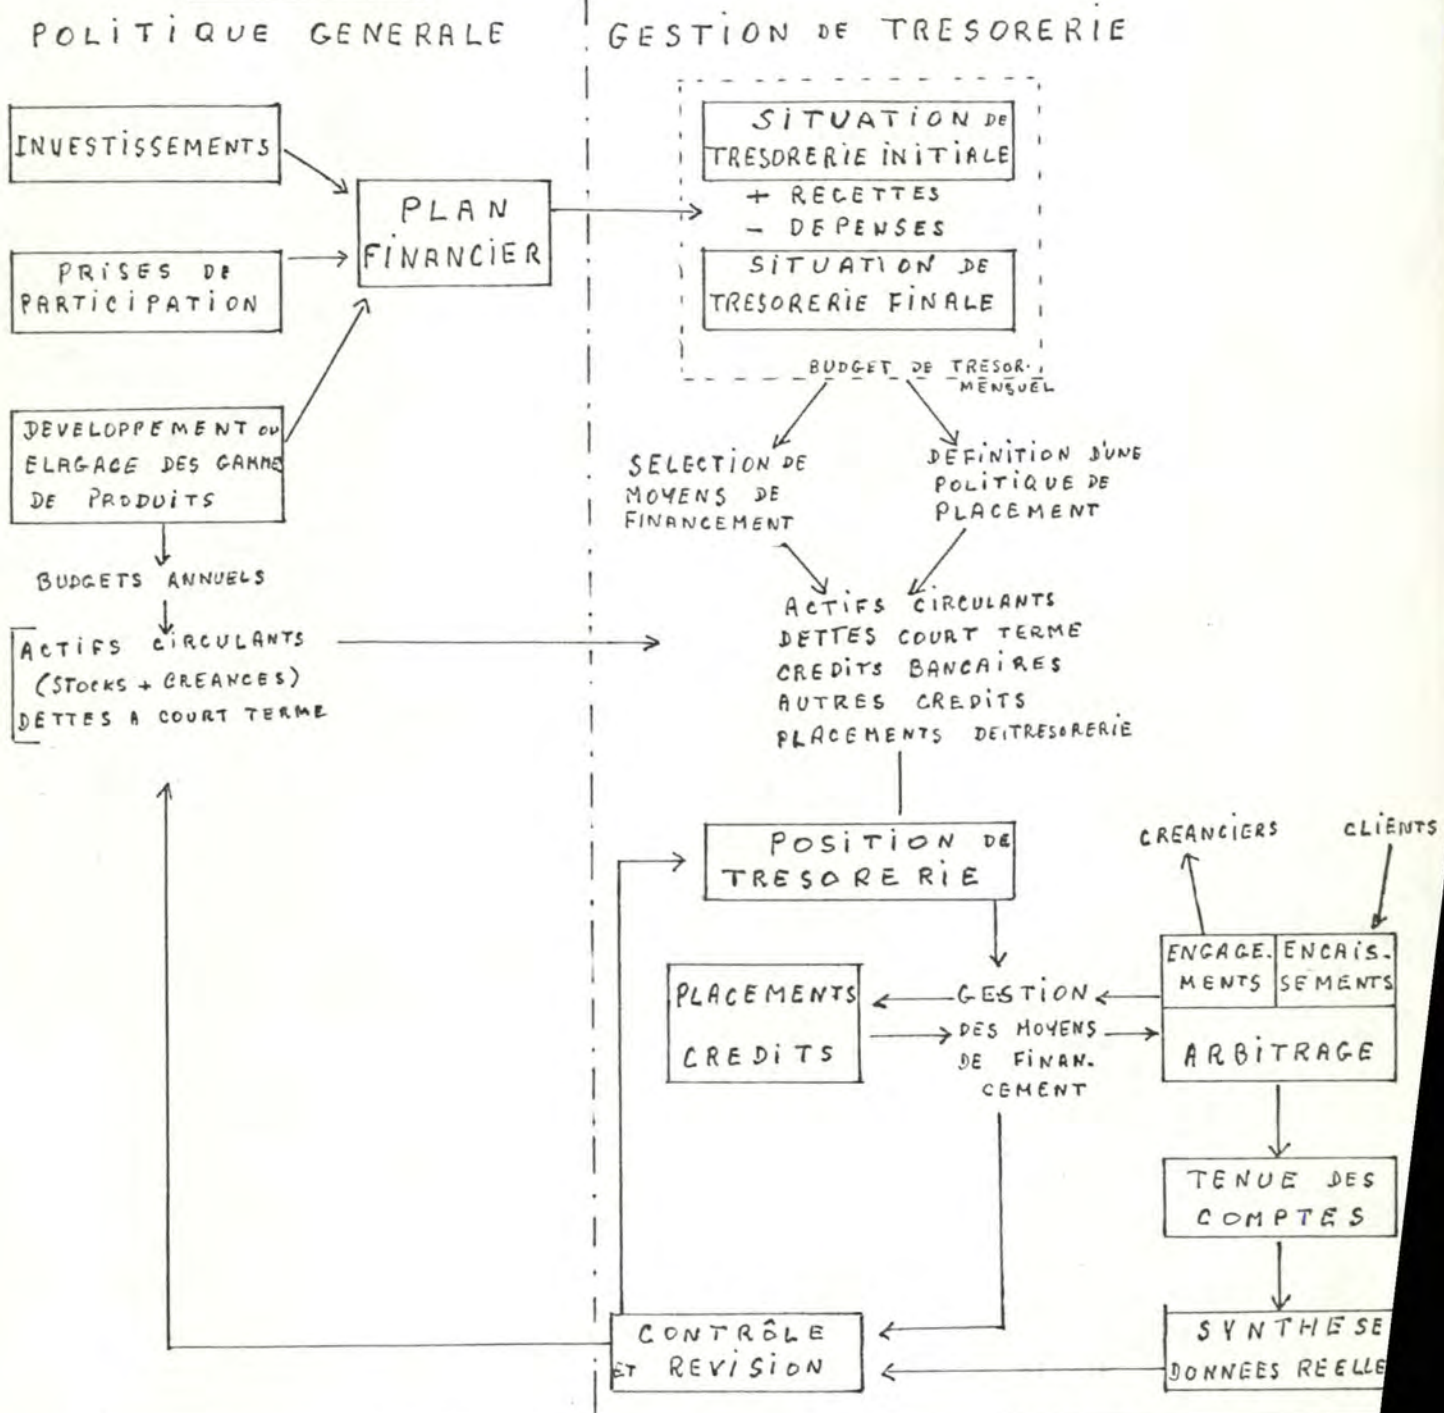 POLITIQUE GENERALE
GESTION DE TRESORERIE
INVESTISSEMENTS
PRISES DE
PARTICIPATION
DEVELOPPEMENT OU
ELAGAGE DES GAMME
DE PRODUITS
BUDGETS ANNUELS
ACTIFS CIRCULANTS
(STOCKS + CREANCES)
DETTES A COURT TERME
PLAN
FINANCIER
SITUATION DE
TRESORERIE INITIALE
+ RECETTES
- DEPENSES
SITUATION DE
TRESORERIE FINALE
BUDGET DE TRESOR.
MENSUEL
SELECTION DE
MOYENS DE
FINANCEMENT
DEFINITION D'UNE
POLITIQUE DE
PLACEMENT
ACTIFS CIRCULANTS
DETTES COURT TERME
CREDITS BANCAIRES
AUTRES CREDITS
PLACEMENTS DE TRESORERIE
POSITION DE
TRESORERIE
CREANCIERS
CLIENTS
ENGAGE-
MENTS
ENCAIS-
SEMENTS
ARBITRAGE
PLACEMENTS
CREDITS
GESTION
DES MOYENS
DE FINAN-
CEMENT
TENUE DES
COMPTES
SYNTHESE
DONNEES REELLE
CONTRÔLE
ET REVISION